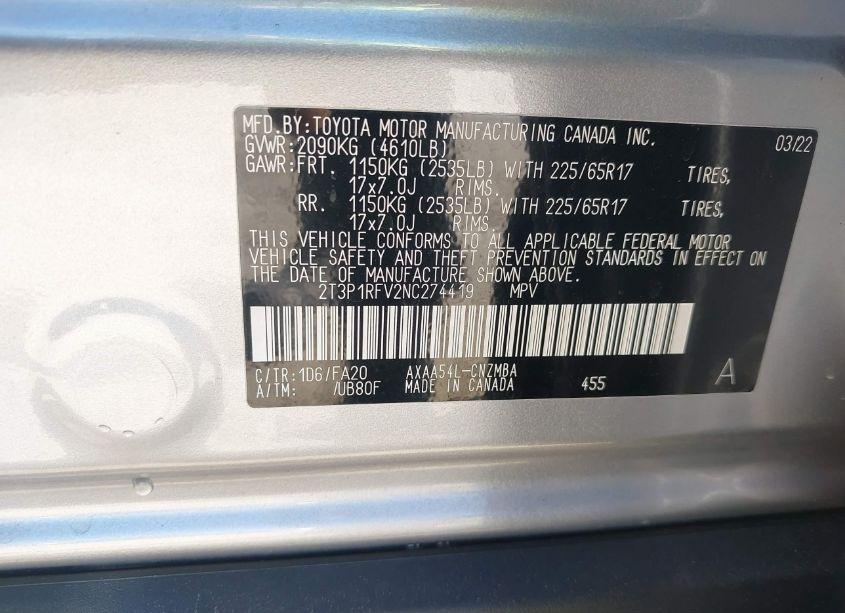 MFD.BY:TOYOTA MOTOR MANUFACTURING CANADA INC. 03/22
GVWR:2090KG (4610LB)
GAWR:FRT. 1150KG (2535LB) WITH 225/65R17 TIRES,
17x7.0J RIMS.
RR. 1150KG (2535LB) WITH 225/65R17 TIRES,
17x7.0J RIMS.
THIS VEHICLE CONFORMS TO ALL APPLICABLE FEDERAL MOTOR
VEHICLE SAFETY AND THEFT PREVENTION STANDARDS IN EFFECT ON
THE DATE OF MANUFACTURE SHOWN ABOVE.
2T3P1RFV2NC274419 MPV
C/TR:1D6/FA20 AXAA54L-CNZMBA
A/TM: /UB80F MADE IN CANADA 455 A